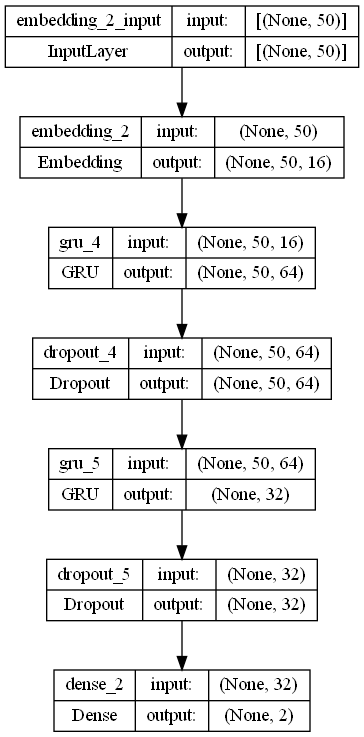 embedding_2_input input: [(None, 50)]
InputLayer output: [(None, 50)]
embedding_2 input: (None, 50)
Embedding output: (None, 50, 16)
gru_4 input: (None, 50, 16)
GRU output: (None, 50, 64)
dropout_4 input: (None, 50, 64)
Dropout output: (None, 50, 64)
gru_5 input: (None, 50, 64)
GRU output: (None, 32)
dropout_5 input: (None, 32)
Dropout output: (None, 32)
dense_2 input: (None, 32)
Dense output: (None, 2)